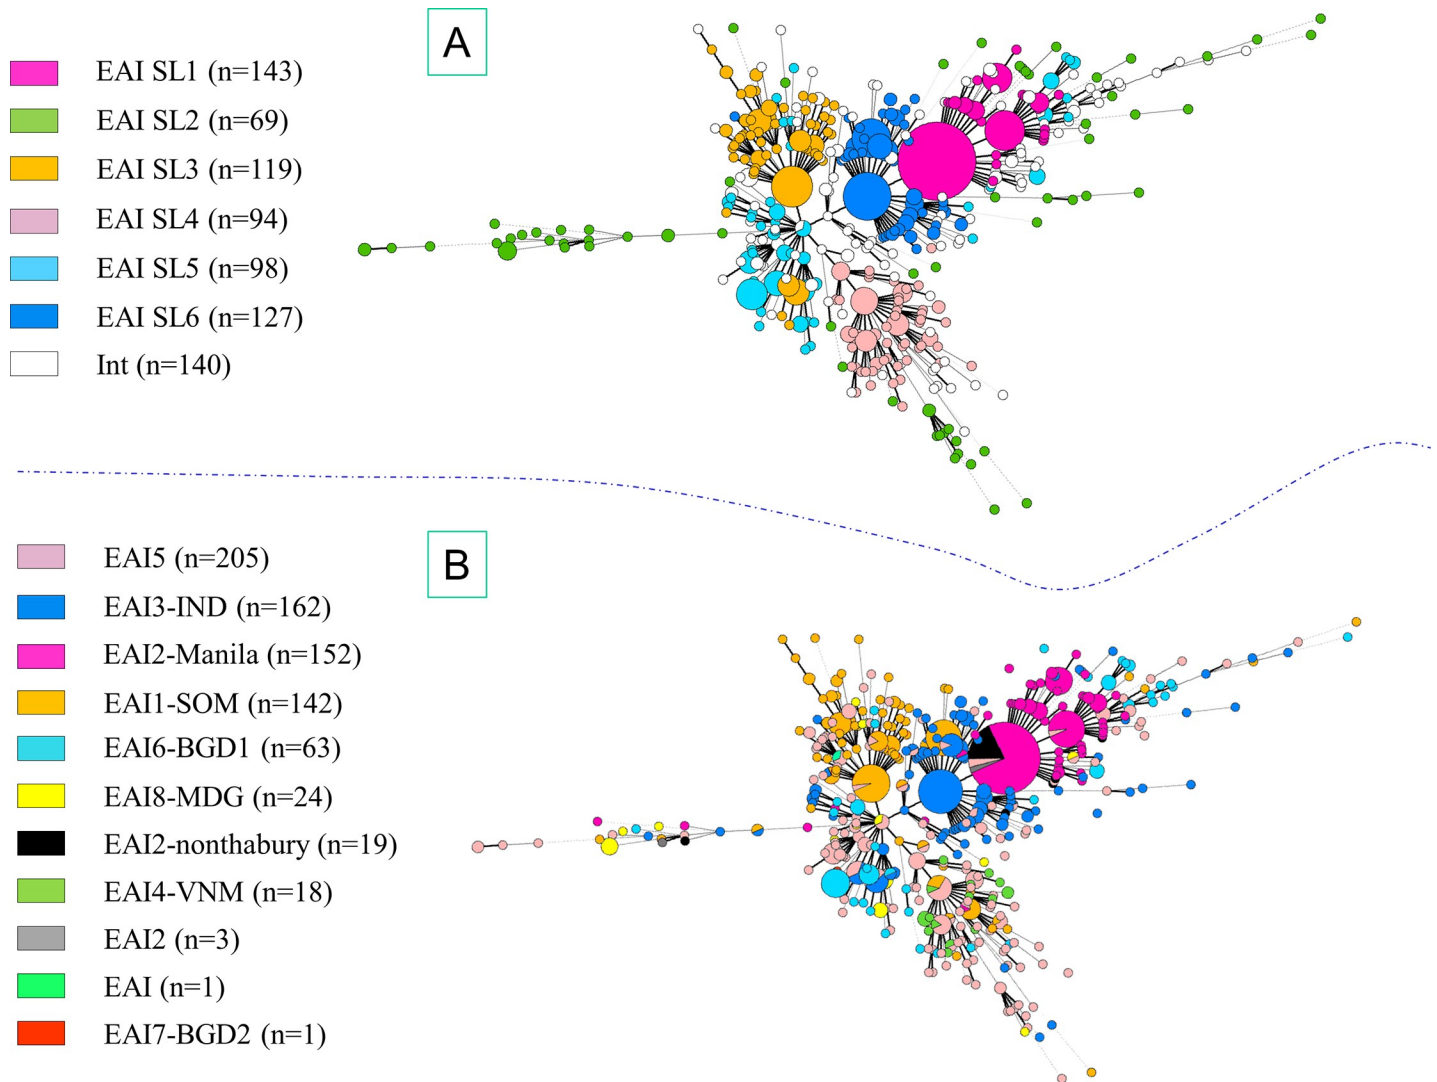 A
EAI SL1 (n=143)
EAI SL2 (n=69)
EAI SL3 (n=119)
EAI SL4 (n=94)
EAI SL5 (n=98)
EAI SL6 (n=127)
Int (n=140)
B
EAI5 (n=205)
EAI3-IND (n=162)
EAI2-Manila (n=152)
EAI1-SOM (n=142)
EAI6-BGD1 (n=63)
EAI8-MDG (n=24)
EAI2-nonthabury (n=19)
EAI4-VNM (n=18)
EAI2 (n=3)
EAI (n=1)
EAI7-BGD2 (n=1)